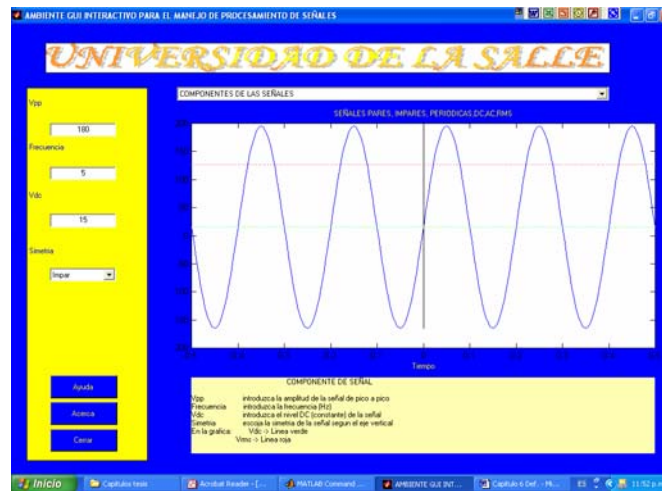 AMBIENTE GUI INTERACTIVO PARA EL MANEJO DE PROCESAMIENTO DE SEÑALES
UNIVERSIDAD DE LA SALLE
Vpp
180
Frecuencia
5
Vdc
15
Simetria
Impar
Ayuda
Acerca
Cerrar
COMPONENTES DE LAS SEÑALES
SEÑALES PARES, IMPARES, PERIODICAS,DC,AC,RMS
Tiempo
COMPONENTE DE SEÑAL
Vpp introduzca la amplitud de la señal de pico a pico
Frecuencia introduzca la frecuencia (Hz)
Vdc introduzca el nivel DC (constante) de la señal
Simetria escoja la simetria de la señal segun el eje vertical
En la grafica: Vdc -> Linea verde
Vrms -> Linea roja
Inicio
Capitulos tesis
Acrobat Reader - [...
MATLAB Command ...
AMBIENTE GUI INT...
Capitulo 6 Def. - Mi...
ES
11:52 p.m.